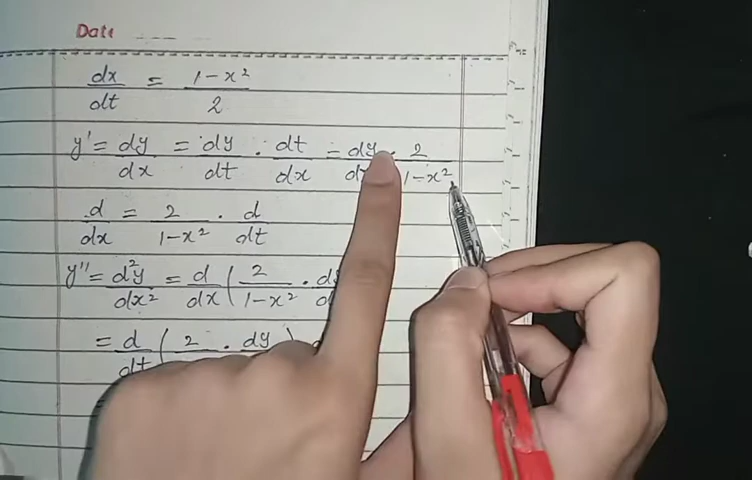 Date
dx/dt = 1-x²/2
y' = dy/dx = dy/dt · dt/dx = dy · 2/1-x²
d/dx = 2/1-x² · d/dt
y'' = d²y/dx² = d/dx ( 2/1-x² ·
= d/dt ( 2 · dy )